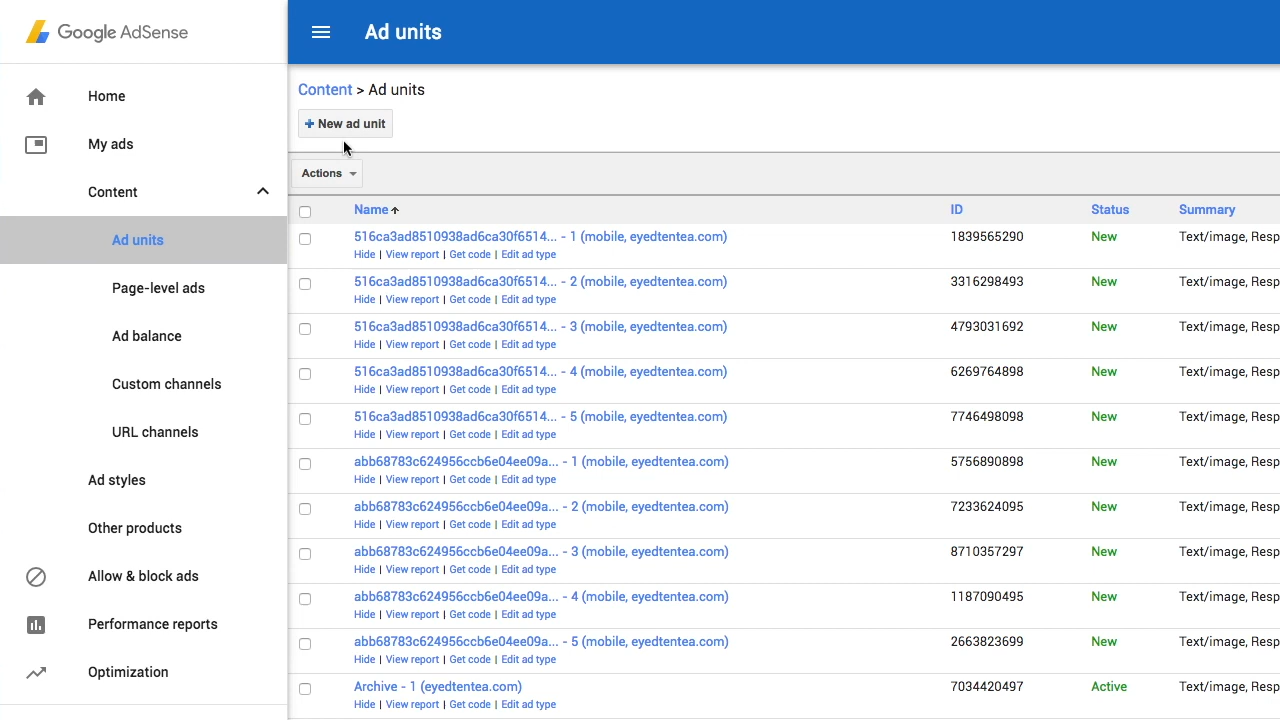 Google AdSense
Ad units
Home
My ads
Content
Ad units
Page-level ads
Ad balance
Custom channels
URL channels
Ad styles
Other products
Allow & block ads
Performance reports
Optimization
Content > Ad units
+ New ad unit
Actions
Name ID Status Summary
516ca3ad8510938ad6ca30f6514... - 1 (mobile, eyedtentea.com) 1839565290 New Text/image, Resp
Hide | View report | Get code | Edit ad type
516ca3ad8510938ad6ca30f6514... - 2 (mobile, eyedtentea.com) 3316298493 New Text/image, Resp
Hide | View report | Get code | Edit ad type
516ca3ad8510938ad6ca30f6514... - 3 (mobile, eyedtentea.com) 4793031692 New Text/image, Resp
Hide | View report | Get code | Edit ad type
516ca3ad8510938ad6ca30f6514... - 4 (mobile, eyedtentea.com) 6269764898 New Text/image, Resp
Hide | View report | Get code | Edit ad type
516ca3ad8510938ad6ca30f6514... - 5 (mobile, eyedtentea.com) 7746498098 New Text/image, Resp
Hide | View report | Get code | Edit ad type
abb68783c624956ccb6e04ee09a... - 1 (mobile, eyedtentea.com) 5756890898 New Text/image, Resp
Hide | View report | Get code | Edit ad type
abb68783c624956ccb6e04ee09a... - 2 (mobile, eyedtentea.com) 7233624095 New Text/image, Resp
Hide | View report | Get code | Edit ad type
abb68783c624956ccb6e04ee09a... - 3 (mobile, eyedtentea.com) 8710357297 New Text/image, Resp
Hide | View report | Get code | Edit ad type
abb68783c624956ccb6e04ee09a... - 4 (mobile, eyedtentea.com) 1187090495 New Text/image, Resp
Hide | View report | Get code | Edit ad type
abb68783c624956ccb6e04ee09a... - 5 (mobile, eyedtentea.com) 2663823699 New Text/image, Resp
Hide | View report | Get code | Edit ad type
Archive - 1 (eyedtentea.com) 7034420497 Active Text/image, Resp
Hide | View report | Get code | Edit ad type